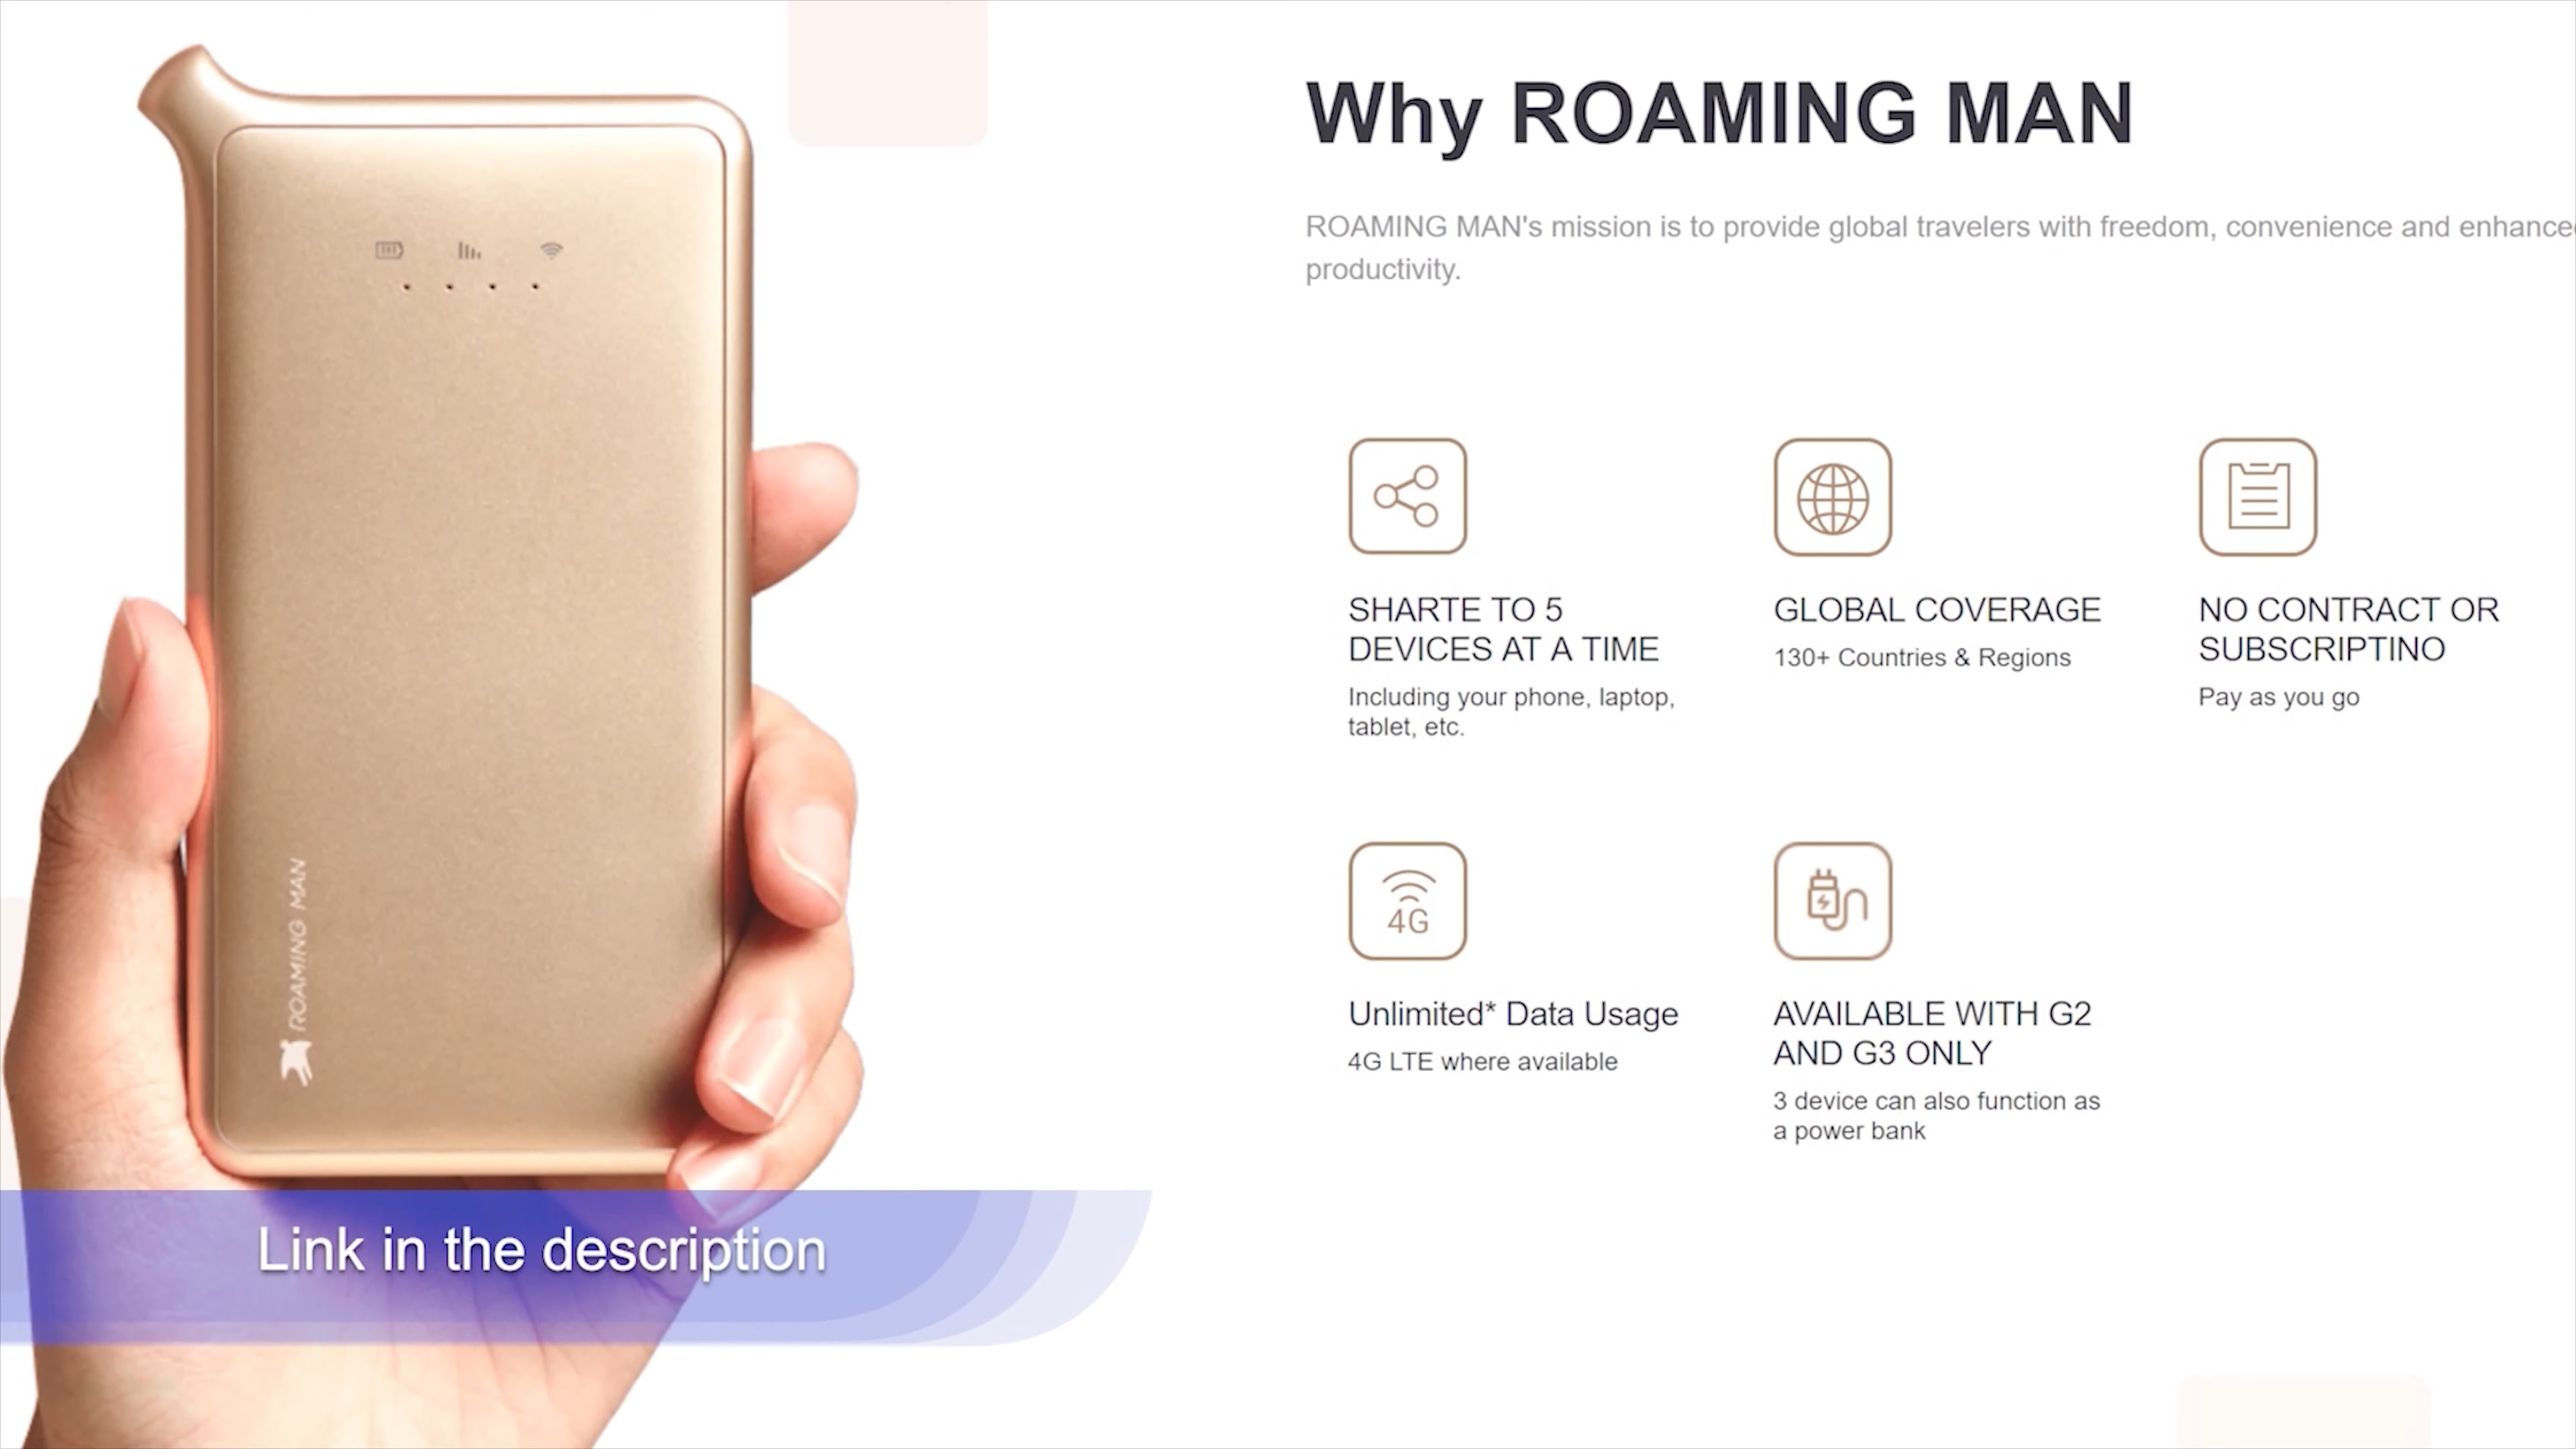 Why ROAMING MAN
ROAMING MAN's mission is to provide global travelers with freedom, convenience and enhance
productivity.
SHARTE TO 5
DEVICES AT A TIME
Including your phone, laptop,
tablet, etc.
GLOBAL COVERAGE
130+ Countries & Regions
NO CONTRACT OR
SUBSCRIPTINO
Pay as you go
4G
Unlimited* Data Usage
4G LTE where available
AVAILABLE WITH G2
AND G3 ONLY
3 device can also function as
a power bank
ROAMING MAN
Link in the description